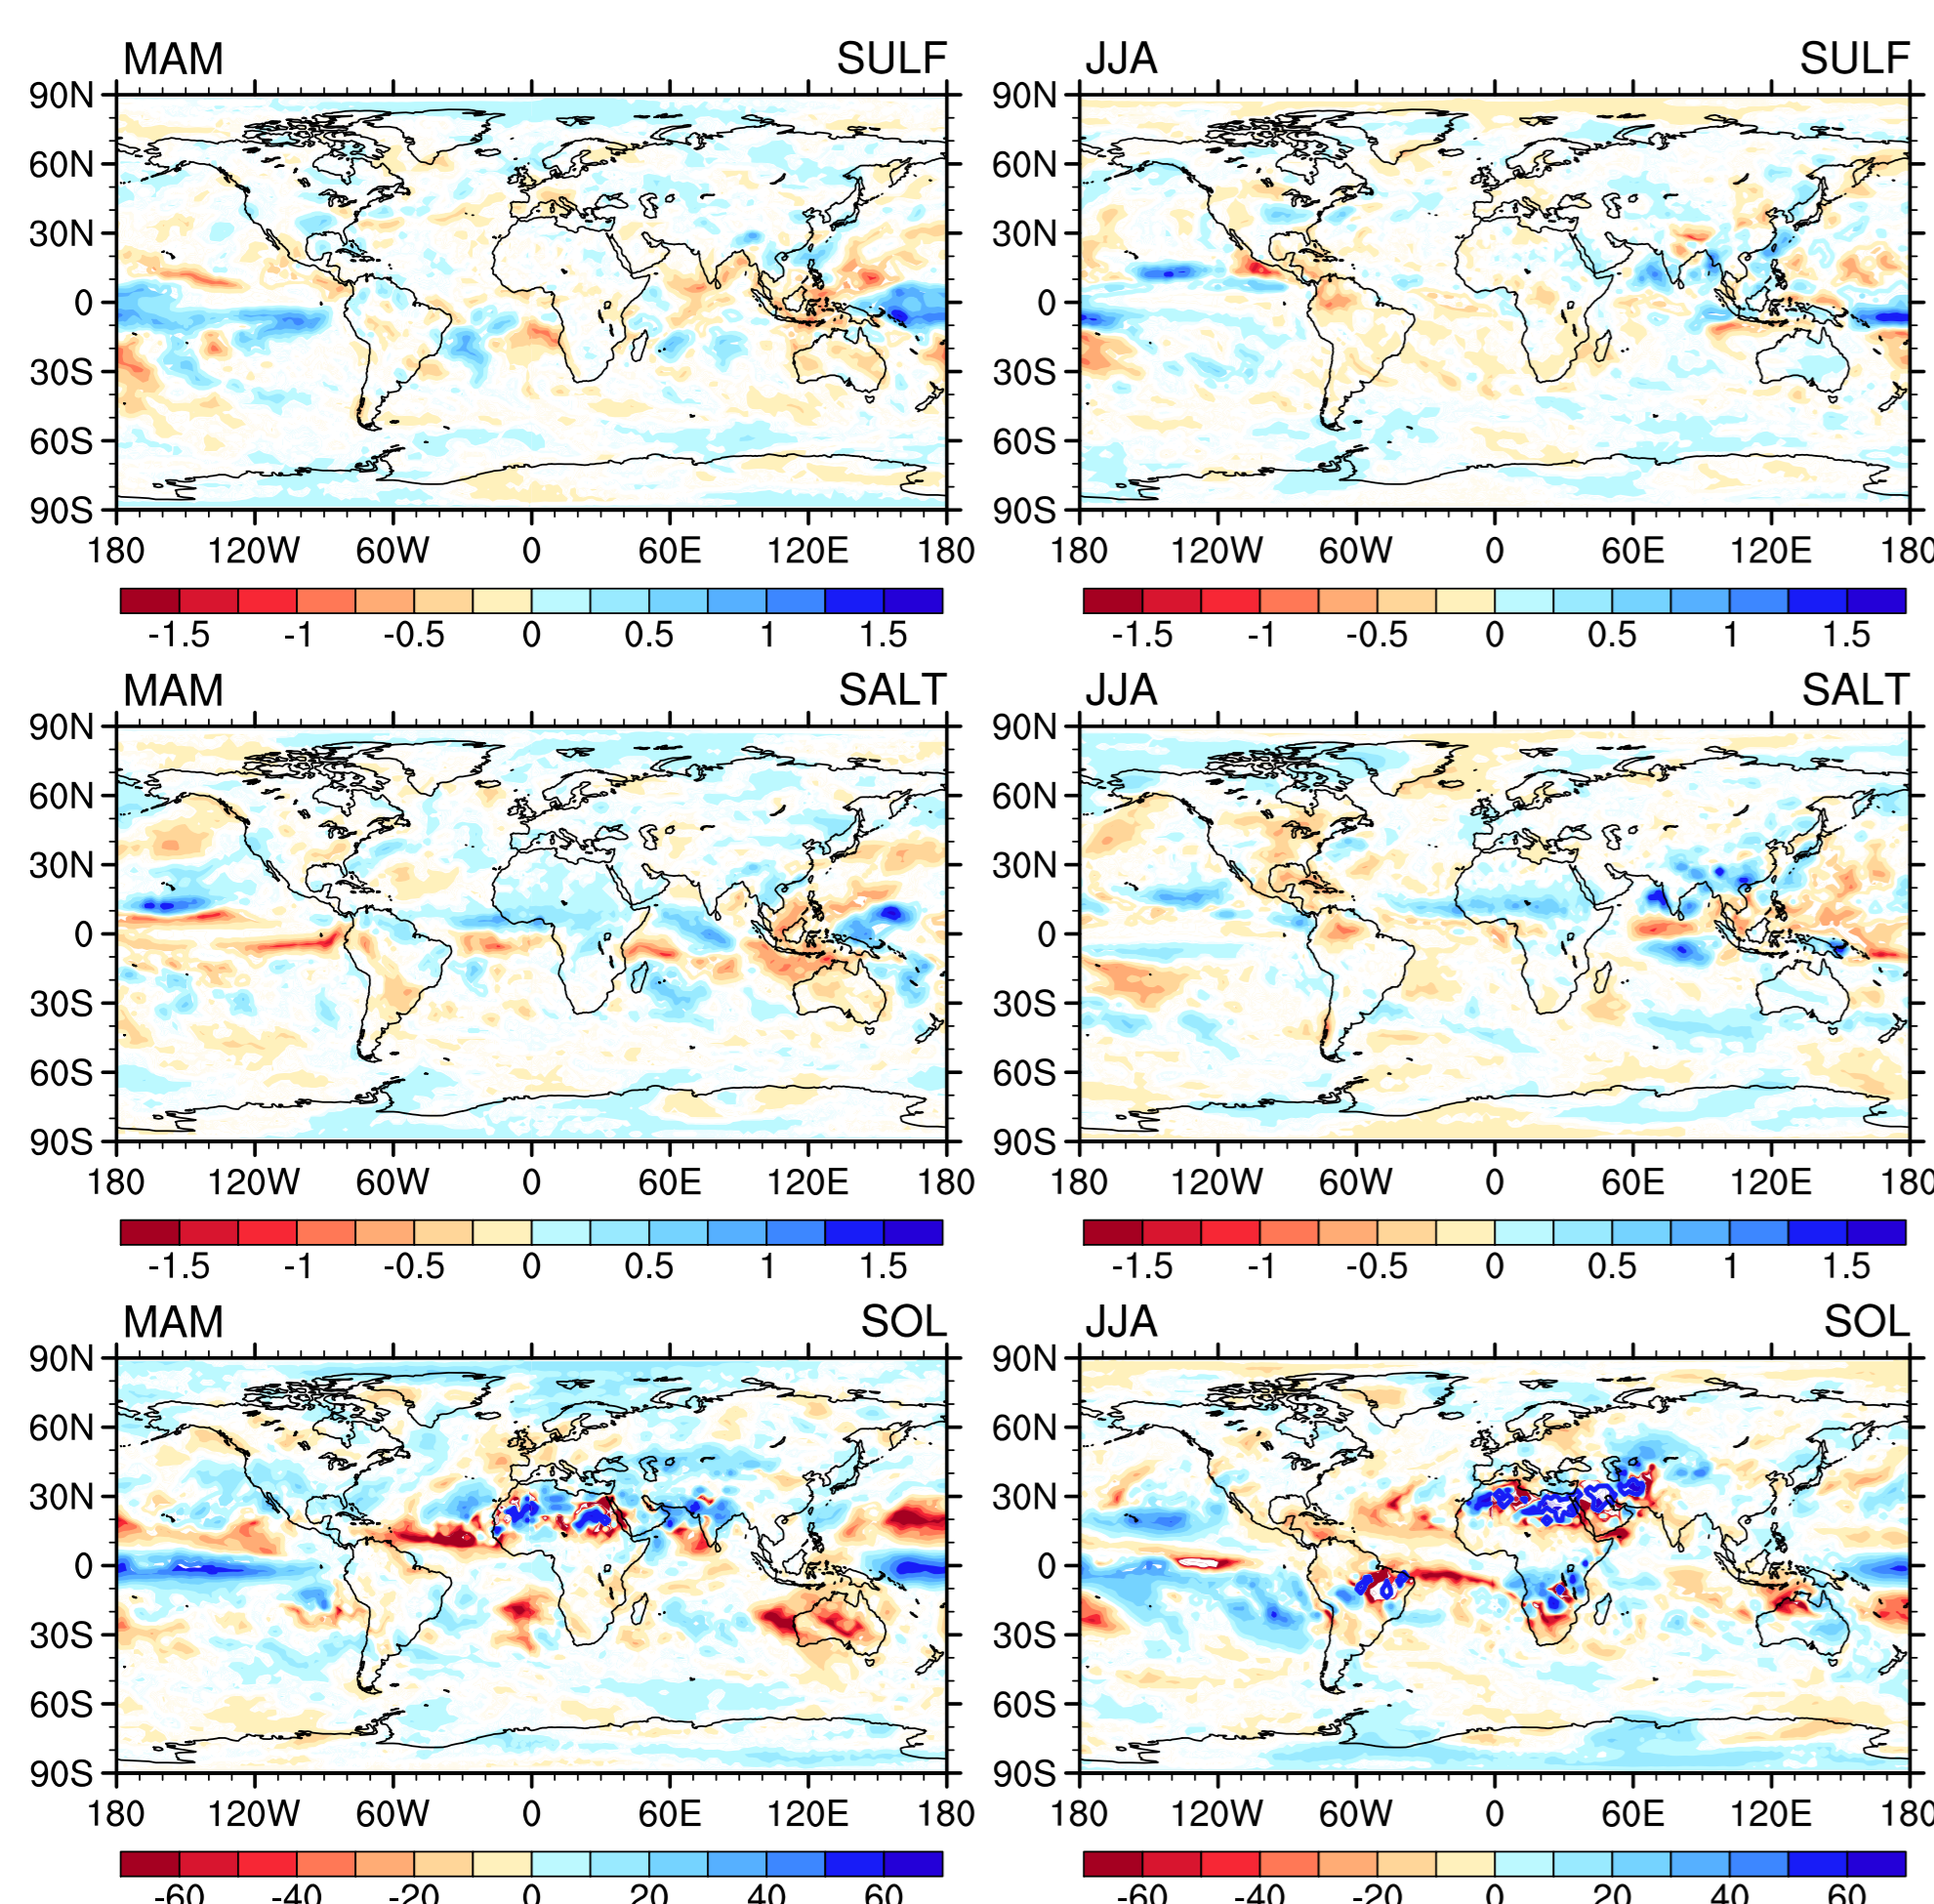 MAM SULF JJA SULF
90N 90N
60N 60N
30N 30N
0 0
30S 30S
60S 60S
90S 90S
180 120W 60W 0 60E 120E 180 180 120W 60W 0 60E 120E 180
-1.5 -1 -0.5 0 0.5 1 1.5 -1.5 -1 -0.5 0 0.5 1 1.5
MAM SALT JJA SALT
90N 90N
60N 60N
30N 30N
0 0
30S 30S
60S 60S
90S 90S
180 120W 60W 0 60E 120E 180 180 120W 60W 0 60E 120E 180
-1.5 -1 -0.5 0 0.5 1 1.5 -1.5 -1 -0.5 0 0.5 1 1.5
MAM SOL JJA SOL
90N 90N
60N 60N
30N 30N
0 0
30S 30S
60S 60S
90S 90S
180 120W 60W 0 60E 120E 180 180 120W 60W 0 60E 120E 180
-60 -40 -20 0 20 40 60 -60 -40 -20 0 20 40 60